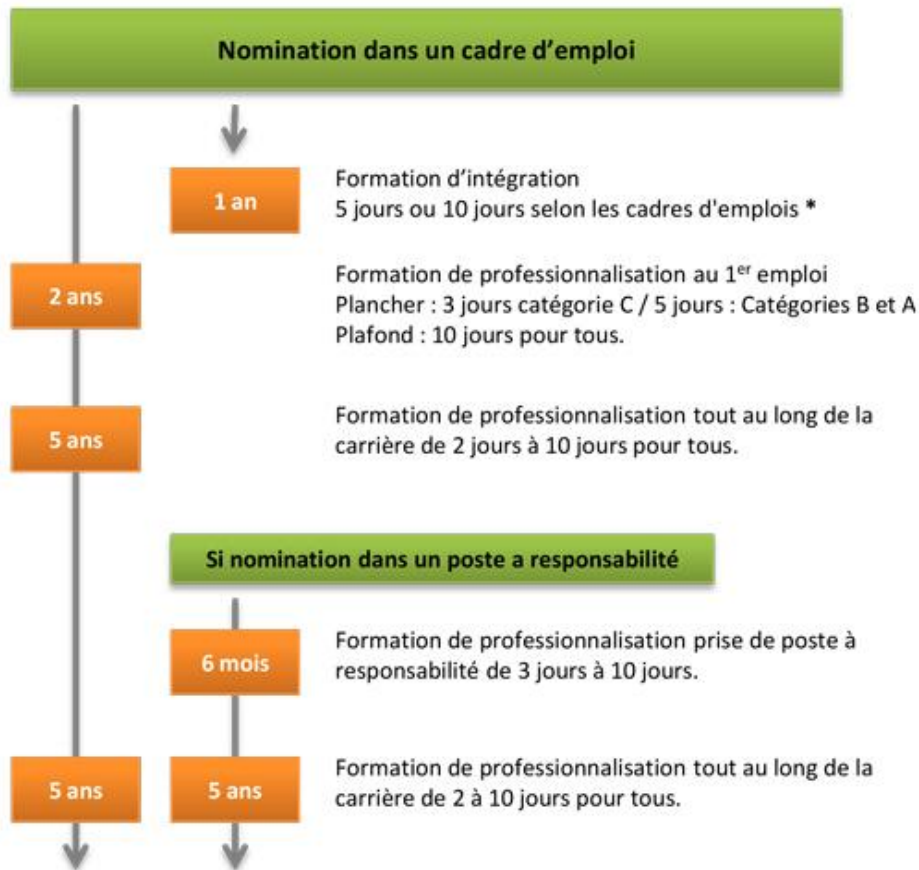 Nomination dans un cadre d’emploi
1 an
Formation d’intégration
5 jours ou 10 jours selon les cadres d'emplois *
2 ans
Formation de professionnalisation au 1er emploi
Plancher : 3 jours catégorie C / 5 jours : Catégories B et A
Plafond : 10 jours pour tous.
5 ans
Formation de professionnalisation tout au long de la
carrière de 2 jours à 10 jours pour tous.
Si nomination dans un poste a responsabilité
6 mois
Formation de professionnalisation prise de poste à
responsabilité de 3 jours à 10 jours.
5 ans
5 ans
Formation de professionnalisation tout au long de la
carrière de 2 à 10 jours pour tous.